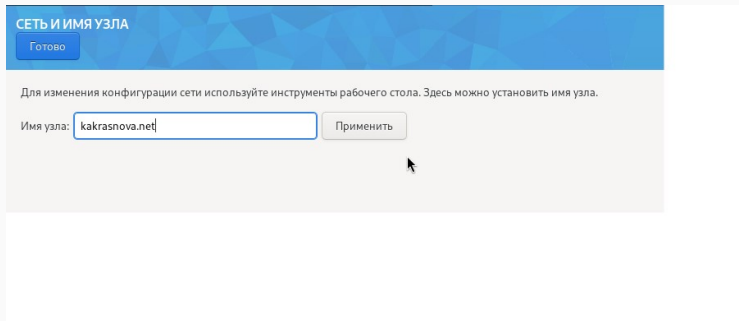 СЕТЬ И ИМЯ УЗЛА
Готово
Для изменения конфигурации сети используйте инструменты рабочего стола. Здесь можно установить имя узла.
Имя узла: kakrasnova.net Применить